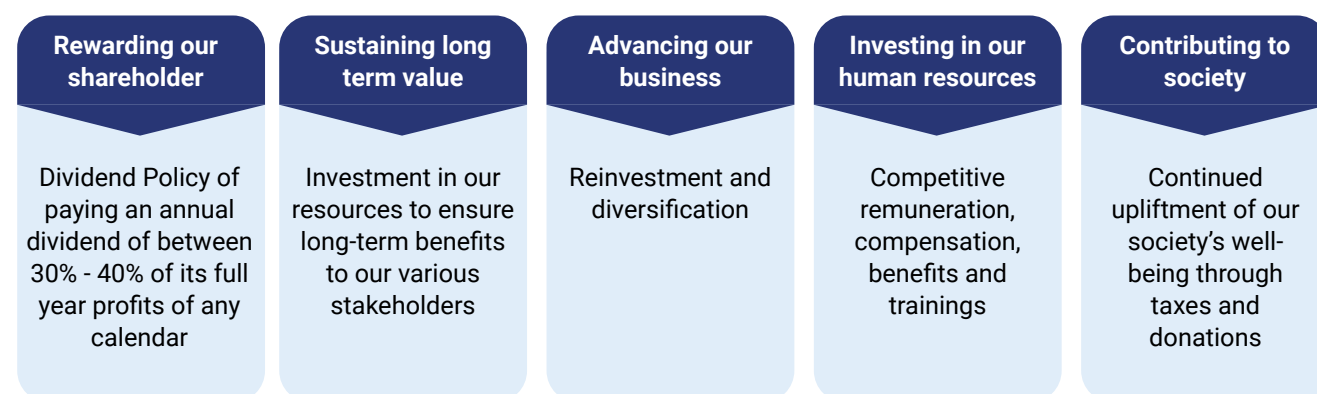 Rewarding our
shareholder
Dividend Policy of
paying an annual
dividend of between
30% - 40% of its full
year profits of any
calendar
Sustaining long
term value
Investment in our
resources to ensure
long-term benefits
to our various
stakeholders
Advancing our
business
Reinvestment and
diversification
Investing in our
human resources
Competitive
remuneration,
compensation,
benefits and
trainings
Contributing to
society
Continued
upliftment of our
society’s well-
being through
taxes and
donations